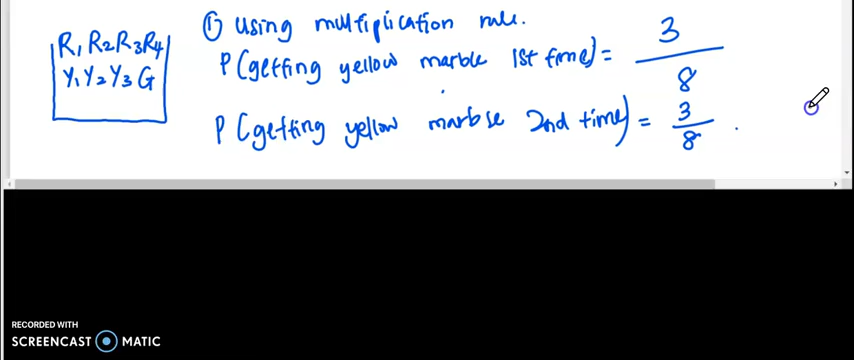 ① Using multiplication rule.
R1 R2 R3 R4
Y1 Y2 Y3 G
P(getting yellow marble 1st time) = 3/8
P(getting yellow marble 2nd time) = 3/8.
RECORDED WITH
SCREENCAST MATIC